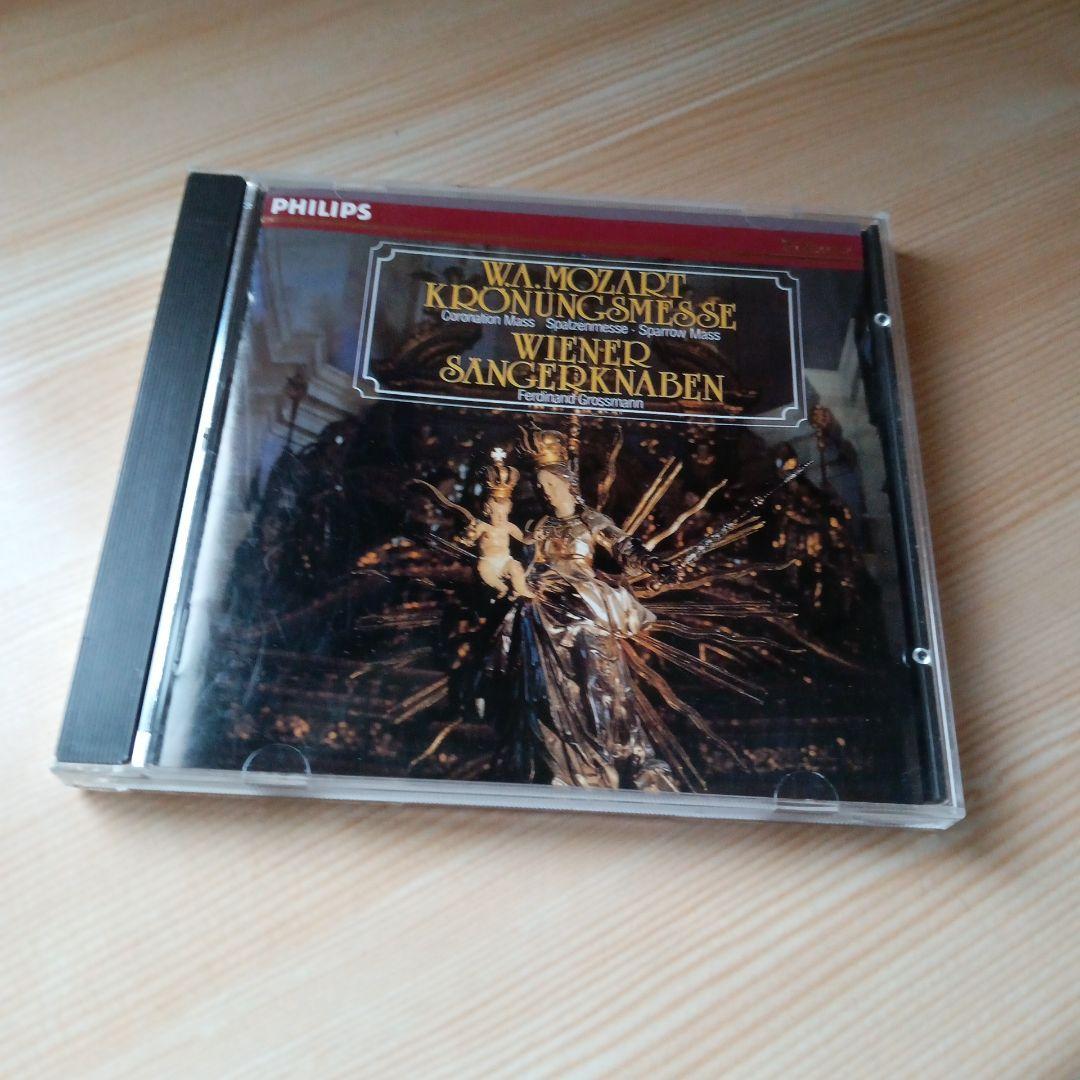 PHILIPS
W.A. MOZART
KRÖNUNGSMESSE
Coronation Mass Spatzenmesse · Sparrow Mass
WIENER
SÄNGERKNABEN
Ferdinand Grossmann